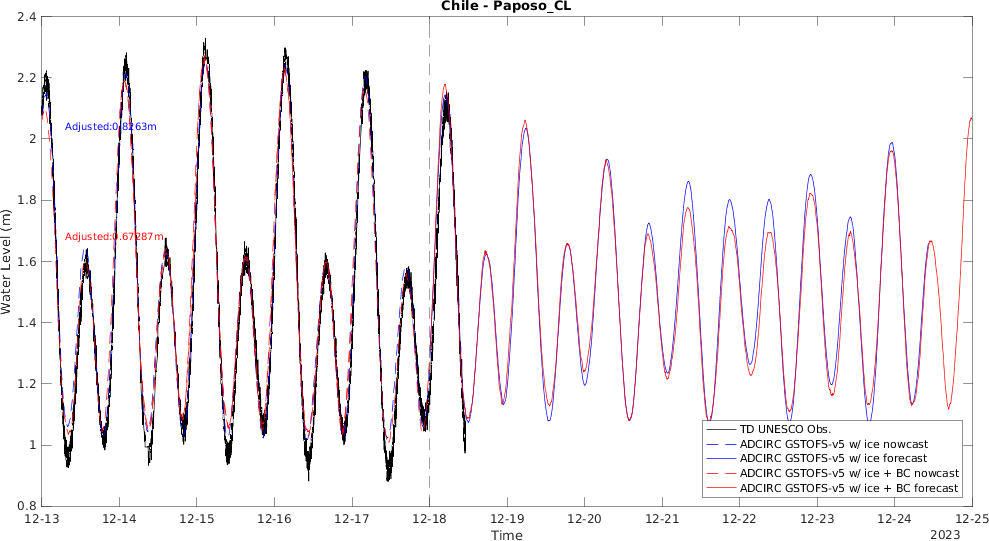 Chile - Paposo_CL
2.4
2.2
2
1.8
1.6
1.4
1.2
1
0.8
Water Level (m)
Adjusted:0.8263m
Adjusted:0.67287m
TD UNESCO Obs.
ADCIRC GSTOFS-v5 w/ ice nowcast
ADCIRC GSTOFS-v5 w/ ice forecast
ADCIRC GSTOFS-v5 w/ ice + BC nowcast
ADCIRC GSTOFS-v5 w/ ice + BC forecast
12-13 12-14 12-15 12-16 12-17 12-18 12-19 12-20 12-21 12-22 12-23 12-24 12-25
Time
2023